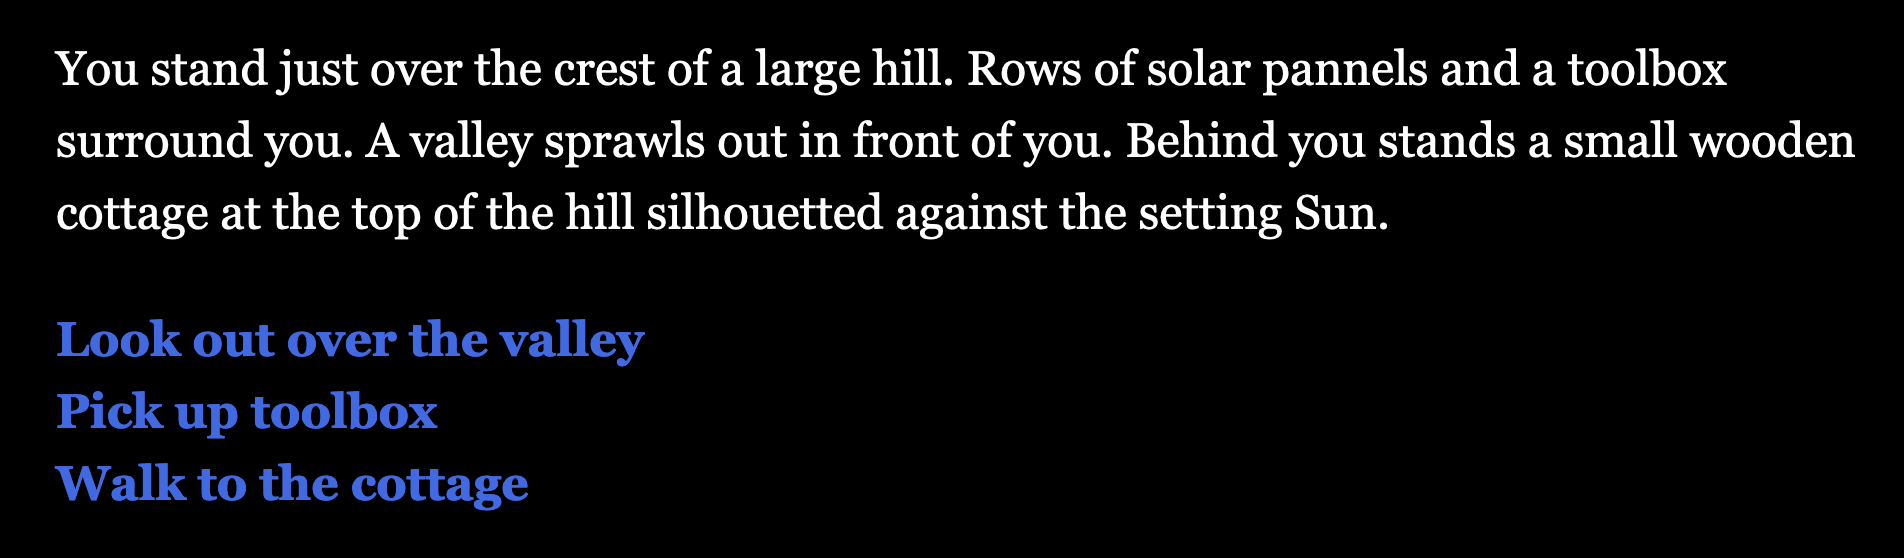 You stand just over the crest of a large hill. Rows of solar pannels and a toolbox
surround you. A valley sprawls out in front of you. Behind you stands a small wooden
cottage at the top of the hill silhouetted against the setting Sun.
Look out over the valley
Pick up toolbox
Walk to the cottage